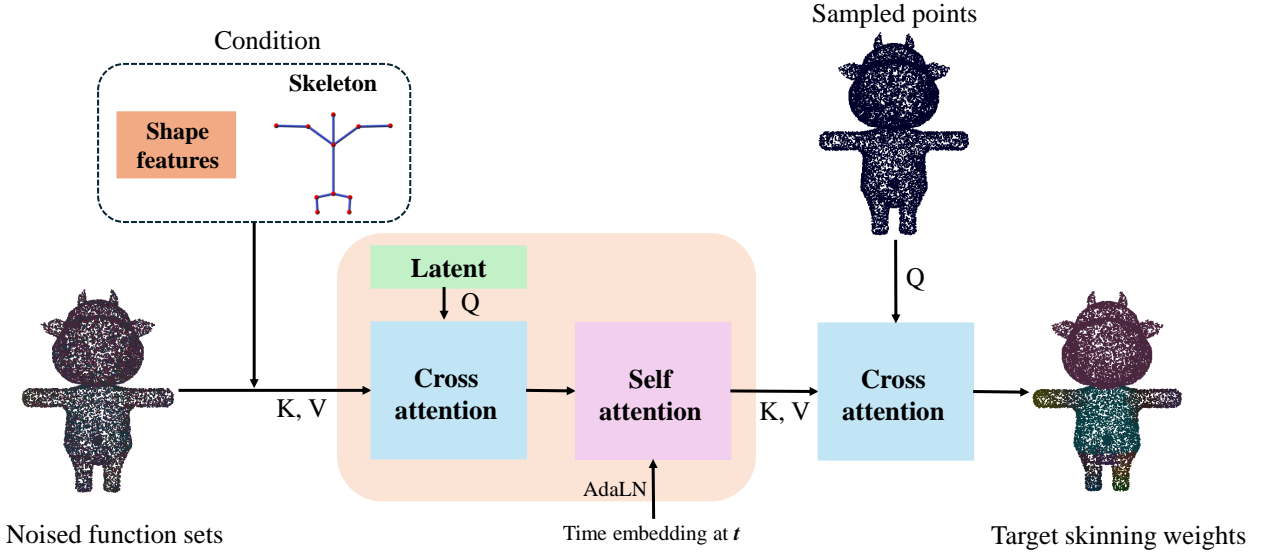 Sampled points
Condition
Skeleton
Shape
features
Latent
Q
Q
Cross
attention
Self
attention
Cross
attention
K, V
K, V
AdaLN
Time embedding at t
Noised function sets
Target skinning weights